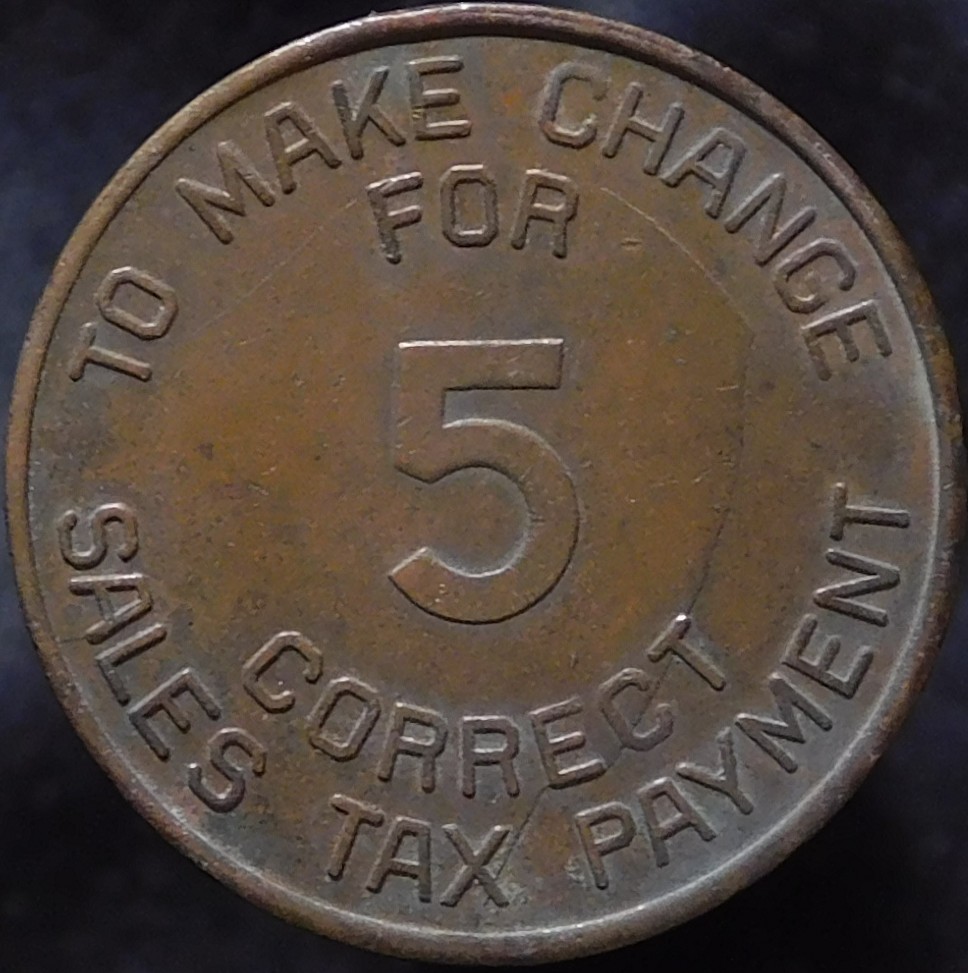 TO MAKE CHANGE
FOR
5
CORRECT
SALES TAX PAYMENT